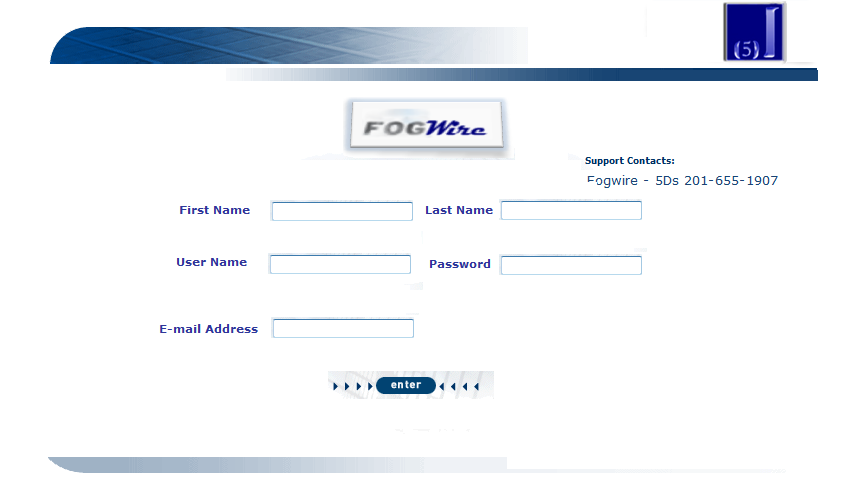 (5)
FOGWire
Support Contacts:
Fogwire - 5Ds 201-655-1907
First Name
Last Name
User Name
Password
E-mail Address
enter